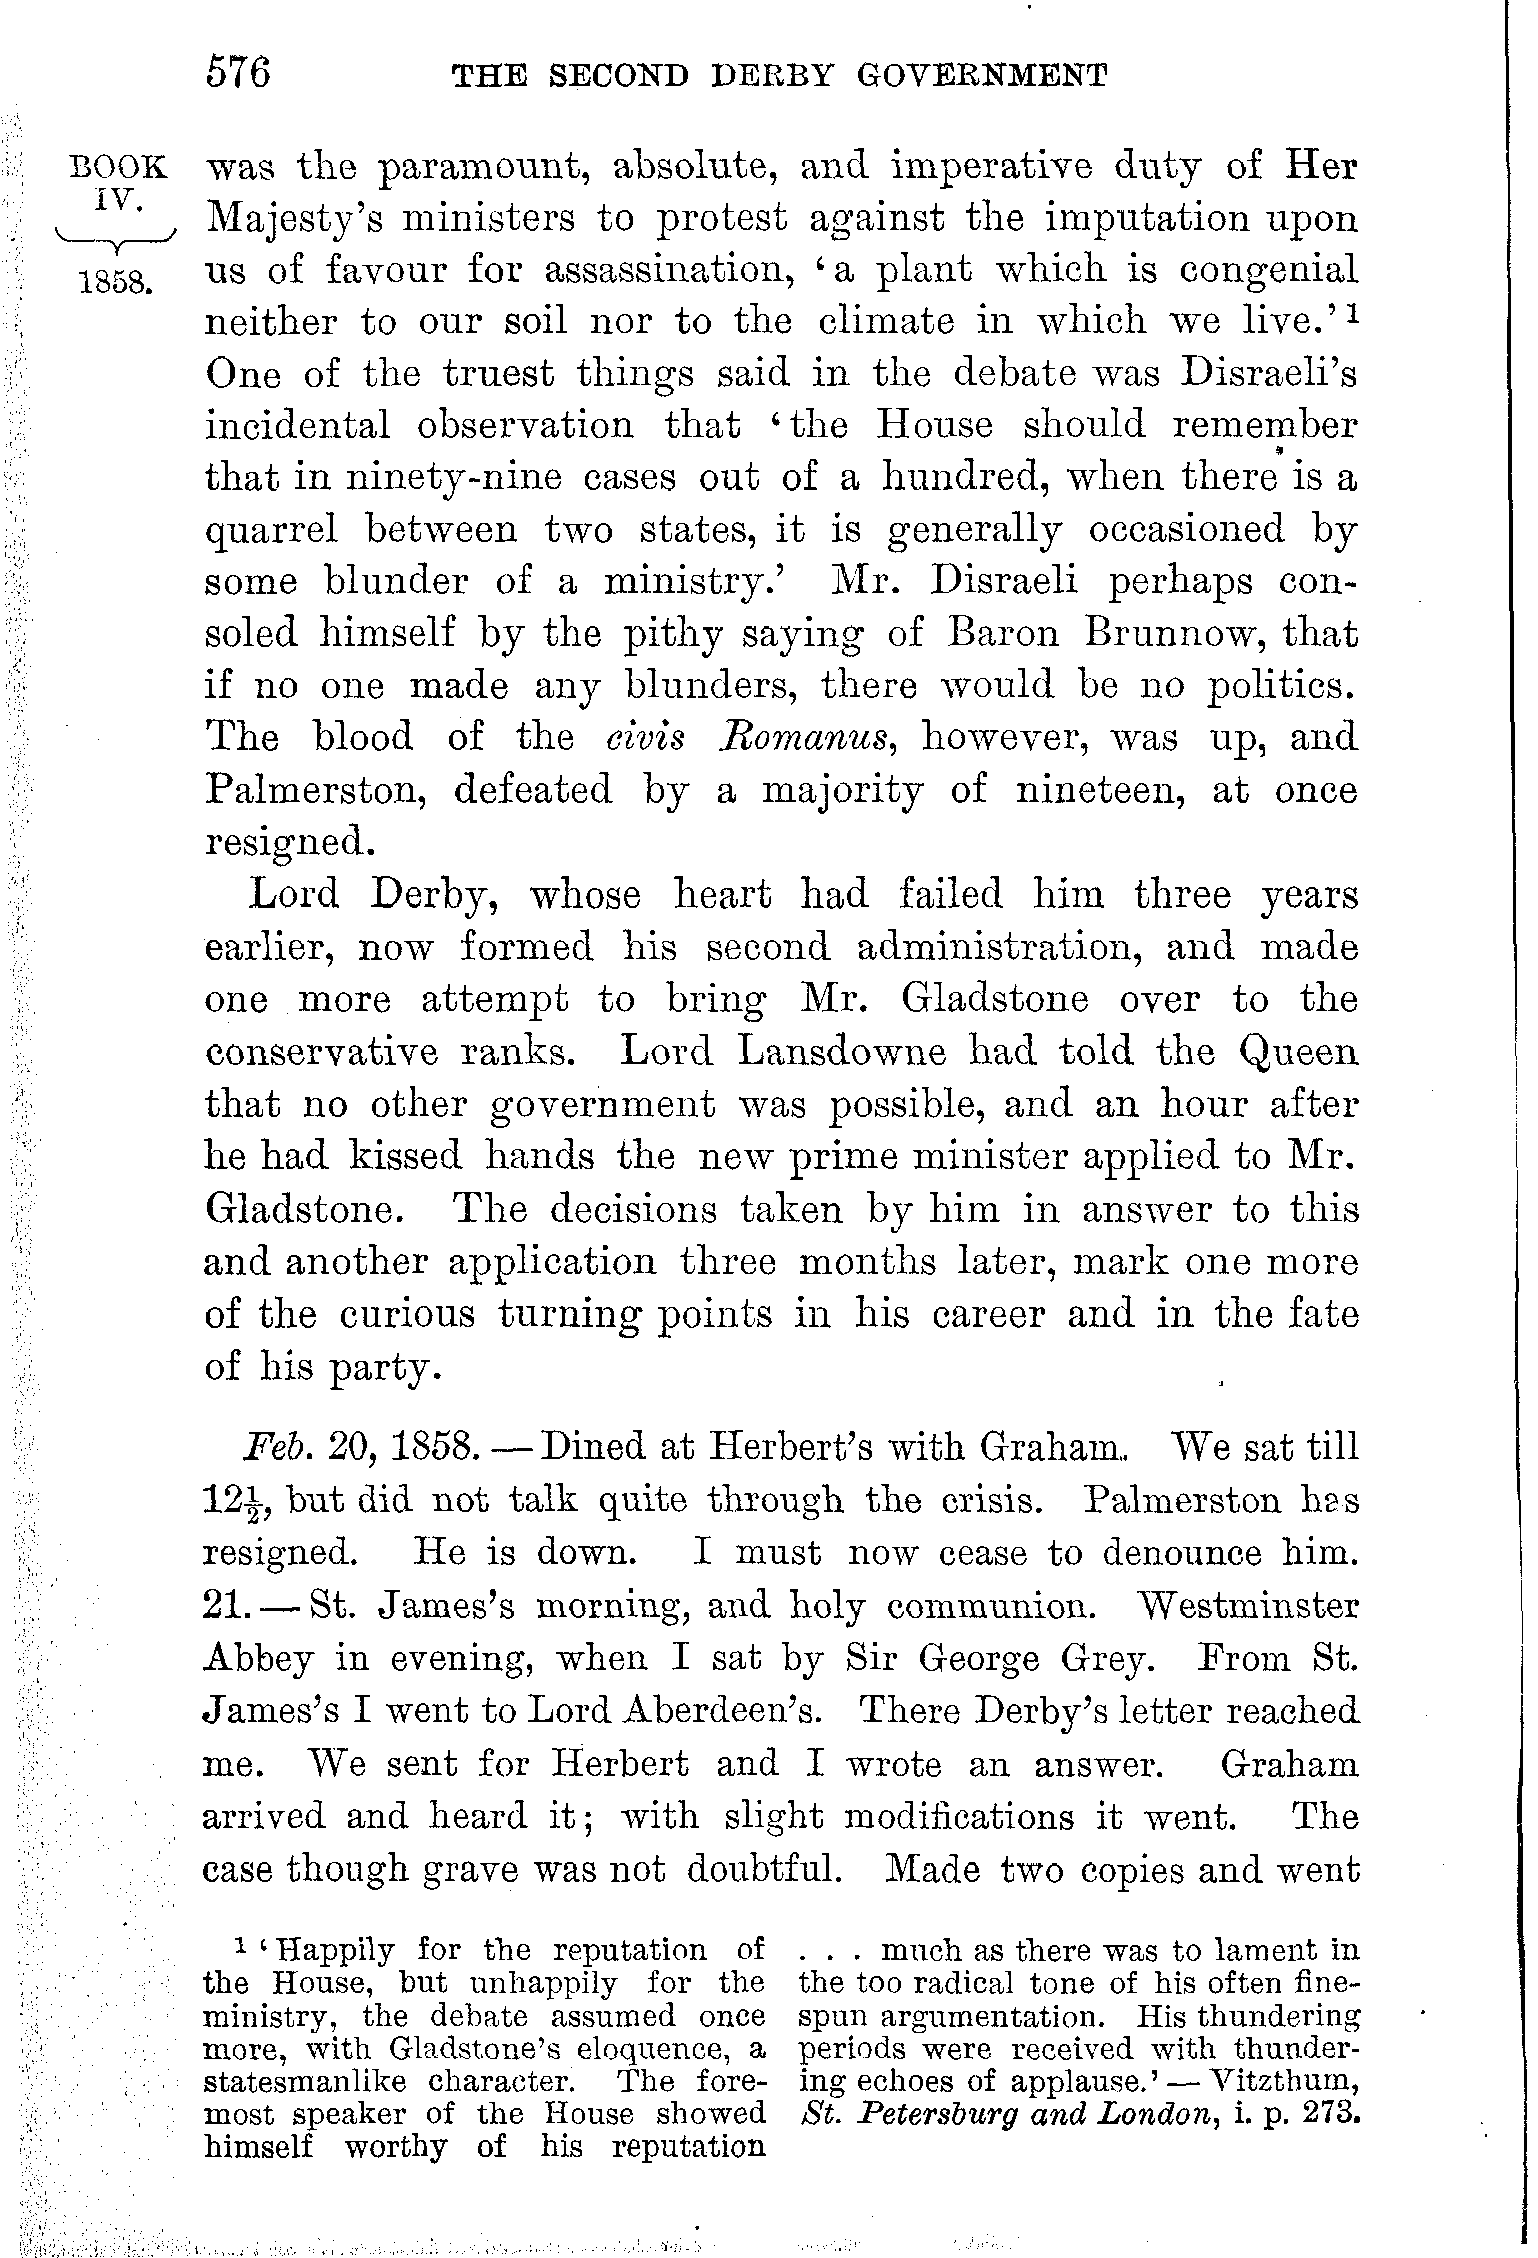 576 THE SECOND DERBY GOVERNMENT
BOOK
IV.
1858.
was the paramount, absolute, and imperative duty of Her
Majesty's ministers to protest against the imputation upon
us of favour for assassination, ‘a plant which is congenial
neither to our soil nor to the climate in which we live.’ 1
One of the truest things said in the debate was Disraeli's
incidental observation that ‘the House should remember
that in ninety-nine cases out of a hundred, when there is a
quarrel between two states, it is generally occasioned by
some blunder of a ministry.’ Mr. Disraeli perhaps con-
soled himself by the pithy saying of Baron Brunnow, that
if no one made any blunders, there would be no politics.
The blood of the civis Romanus, however, was up, and
Palmerston, defeated by a majority of nineteen, at once
resigned.
Lord Derby, whose heart had failed him three years
earlier, now formed his second administration, and made
one more attempt to bring Mr. Gladstone over to the
conservative ranks. Lord Lansdowne had told the Queen
that no other government was possible, and an hour after
he had kissed hands the new prime minister applied to Mr.
Gladstone. The decisions taken by him in answer to this
and another application three months later, mark one more
of the curious turning points in his career and in the fate
of his party.
Feb. 20, 1858. — Dined at Herbert's with Graham. We sat till
12½, but did not talk quite through the crisis. Palmerston has
resigned. He is down. I must now cease to denounce him.
21. — St. James's morning, and holy communion. Westminster
Abbey in evening, when I sat by Sir George Grey. From St.
James's I went to Lord Aberdeen's. There Derby's letter reached
me. We sent for Herbert and I wrote an answer. Graham
arrived and heard it; with slight modifications it went. The
case though grave was not doubtful. Made two copies and went
1 ‘Happily for the reputation of
the House, but unhappily for the
ministry, the debate assumed once
more, with Gladstone's eloquence, a
statesmanlike character. The fore-
most speaker of the House showed
himself worthy of his reputation
. . . much as there was to lament in
the too radical tone of his often fine-
spun argumentation. His thundering
periods were received with thunder-
ing echoes of applause.’ — Vitzthum,
St. Petersburg and London, i. p. 273.